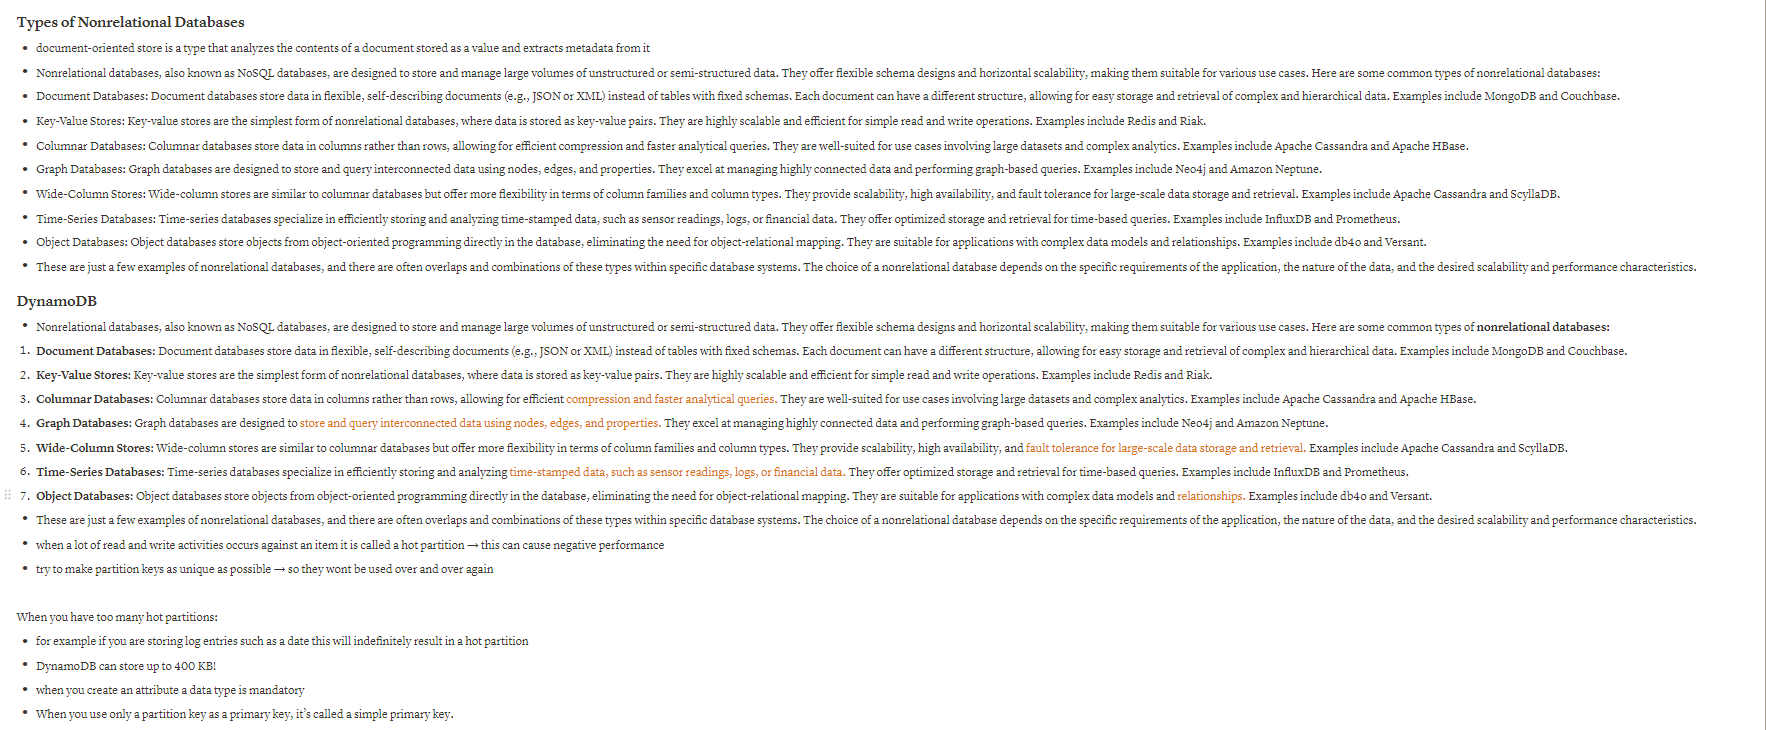 Types of Nonrelational Databases
• document-oriented store is a type that analyzes the contents of a document stored as a value and extracts metadata from it
• Nonrelational databases, also known as NoSQL databases, are designed to store and manage large volumes of unstructured or semi-structured data. They offer flexible schema designs and horizontal scalability, making them suitable for various use cases. Here are some common types of nonrelational databases:
• Document Databases: Document databases store data in flexible, self-describing documents (e.g., JSON or XML) instead of tables with fixed schemas. Each document can have a different structure, allowing for easy storage and retrieval of complex and hierarchical data. Examples include MongoDB and Couchbase.
• Key-Value Stores: Key-value stores are the simplest form of nonrelational databases, where data is stored as key-value pairs. They are highly scalable and efficient for simple read and write operations. Examples include Redis and Riak.
• Columnar Databases: Columnar databases store data in columns rather than rows, allowing for efficient compression and faster analytical queries. They are well-suited for use cases involving large datasets and complex analytics. Examples include Apache Cassandra and Apache HBase.
• Graph Databases: Graph databases are designed to store and query interconnected data using nodes, edges, and properties. They excel at managing highly connected data and performing graph-based queries. Examples include Neo4j and Amazon Neptune.
• Wide-Column Stores: Wide-column stores are similar to columnar databases but offer more flexibility in terms of column families and column types. They provide scalability, high availability, and fault tolerance for large-scale data storage and retrieval. Examples include Apache Cassandra and ScyllaDB.
• Time-Series Databases: Time-series databases specialize in efficiently storing and analyzing time-stamped data, such as sensor readings, logs, or financial data. They offer optimized storage and retrieval for time-based queries. Examples include InfluxDB and Prometheus.
• Object Databases: Object databases store objects from object-oriented programming directly in the database, eliminating the need for object-relational mapping. They are suitable for applications with complex data models and relationships. Examples include db4o and Versant.
• These are just a few examples of nonrelational databases, and there are often overlaps and combinations of these types within specific database systems. The choice of a nonrelational database depends on the specific requirements of the application, the nature of the data, and the desired scalability and performance characteristics.
DynamoDB
• Nonrelational databases, also known as NoSQL databases, are designed to store and manage large volumes of unstructured or semi-structured data. They offer flexible schema designs and horizontal scalability, making them suitable for various use cases. Here are some common types of nonrelational databases:
1. Document Databases: Document databases store data in flexible, self-describing documents (e.g., JSON or XML) instead of tables with fixed schemas. Each document can have a different structure, allowing for easy storage and retrieval of complex and hierarchical data. Examples include MongoDB and Couchbase.
2. Key-Value Stores: Key-value stores are the simplest form of nonrelational databases, where data is stored as key-value pairs. They are highly scalable and efficient for simple read and write operations. Examples include Redis and Riak.
3. Columnar Databases: Columnar databases store data in columns rather than rows, allowing for efficient compression and faster analytical queries. They are well-suited for use cases involving large datasets and complex analytics. Examples include Apache Cassandra and Apache HBase.
4. Graph Databases: Graph databases are designed to store and query interconnected data using nodes, edges, and properties. They excel at managing highly connected data and performing graph-based queries. Examples include Neo4j and Amazon Neptune.
5. Wide-Column Stores: Wide-column stores are similar to columnar databases but offer more flexibility in terms of column families and column types. They provide scalability, high availability, and fault tolerance for large-scale data storage and retrieval. Examples include Apache Cassandra and ScyllaDB.
6. Time-Series Databases: Time-series databases specialize in efficiently storing and analyzing time-stamped data, such as sensor readings, logs, or financial data. They offer optimized storage and retrieval for time-based queries. Examples include InfluxDB and Prometheus.
7. Object Databases: Object databases store objects from object-oriented programming directly in the database, eliminating the need for object-relational mapping. They are suitable for applications with complex data models and relationships. Examples include db4o and Versant.
• These are just a few examples of nonrelational databases, and there are often overlaps and combinations of these types within specific database systems. The choice of a nonrelational database depends on the specific requirements of the application, the nature of the data, and the desired scalability and performance characteristics.
• when a lot of read and write activities occurs against an item it is called a hot partition → this can cause negative performance
• try to make partition keys as unique as possible → so they wont be used over and over again
When you have too many hot partitions:
• for example if you are storing log entries such as a date this will indefinitely result in a hot partition
• DynamoDB can store up to 400 KB!
• when you create an attribute a data type is mandatory
• When you use only a partition key as a primary key, it's called a simple primary key.